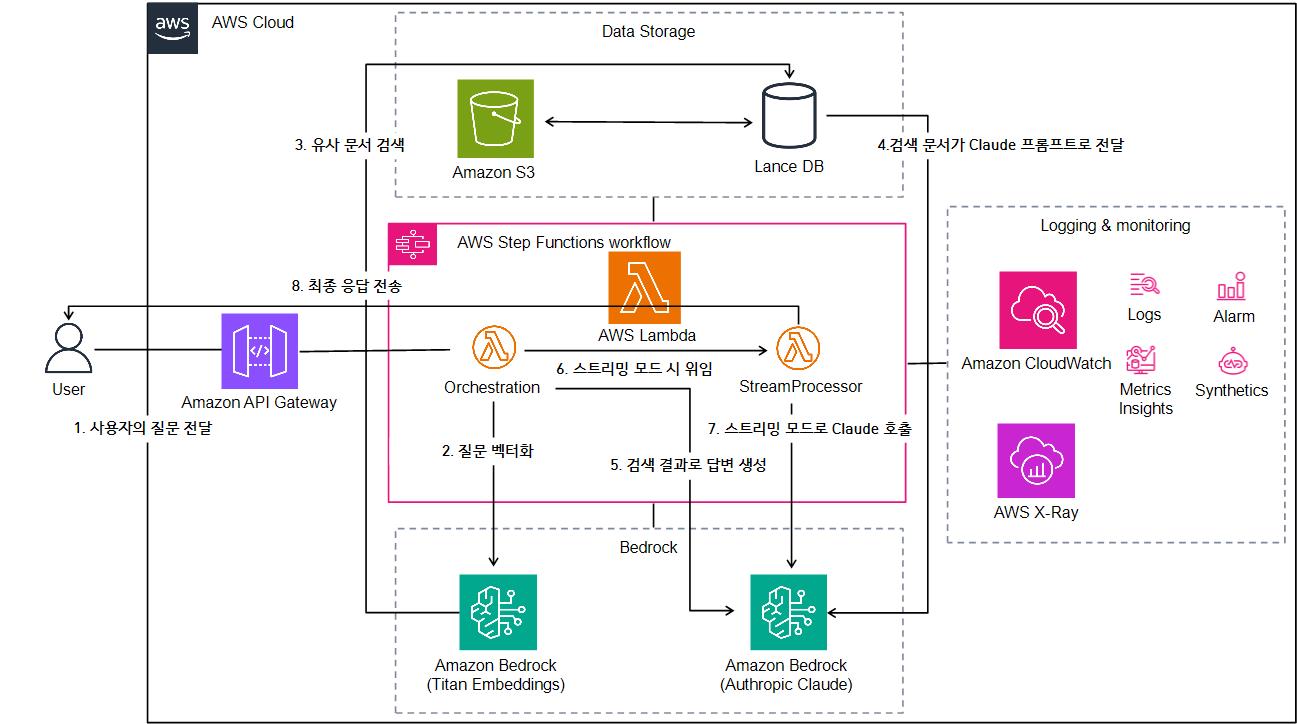 aws
AWS Cloud
Data Storage
3. 유사 문서 검색
Amazon S3
Lance DB
4.검색 문서가 Claude 프롬프트로 전달
AWS Step Functions workflow
Logging & monitoring
8. 최종 응답 전송
AWS Lambda
Logs
Alarm
User
Amazon API Gateway
Orchestration
6. 스트리밍 모드 시 위임
StreamProcessor
Amazon CloudWatch
Metrics
Insights
Synthetics
1. 사용자의 질문 전달
2. 질문 벡터화
7. 스트리밍 모드로 Claude 호출
5. 검색 결과로 답변 생성
AWS X-Ray
Bedrock
Amazon Bedrock
(Titan Embeddings)
Amazon Bedrock
(Authropic Claude)